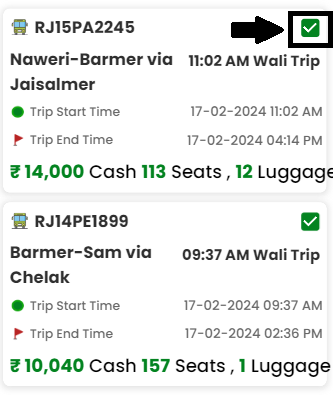 RJ15PA2245
Naweri-Barmer via 11:02 AM Wali Trip
Jaisalmer
Trip Start Time 17-02-2024 11:02 AM
Trip End Time 17-02-2024 04:14 PM
₹ 14,000 Cash 113 Seats , 12 Luggage
RJ14PE1899
Barmer-Sam via 09:37 AM Wali Trip
Chelak
Trip Start Time 17-02-2024 09:37 AM
Trip End Time 17-02-2024 02:36 PM
₹ 10,040 Cash 157 Seats , 1 Luggage